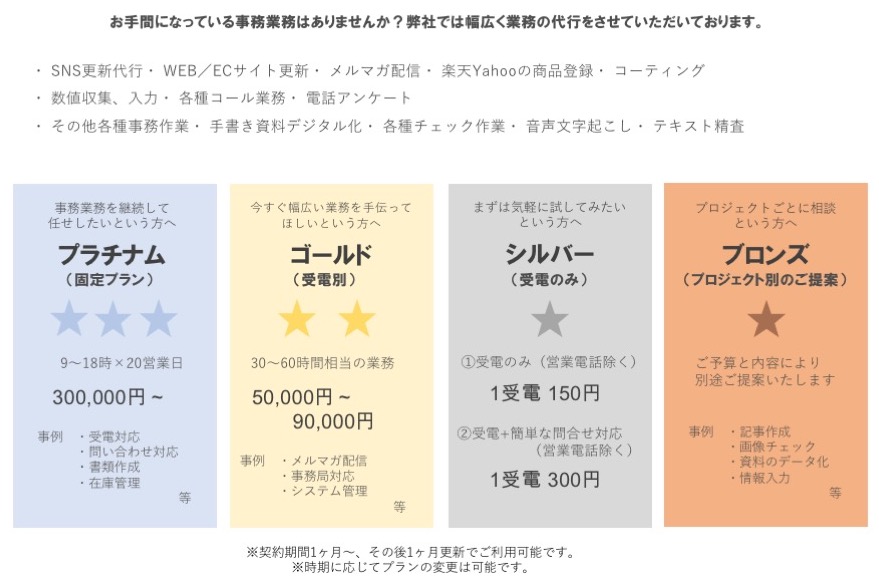 お手間になっている事務業務はありませんか？弊社では幅広く業務の代行をさせていただいております。
・ SNS更新代行・ WEB／ECサイト更新・ メルマガ配信・ 楽天Yahooの商品登録・ コーティング
・ 数値収集、入力・ 各種コール業務・ 電話アンケート
・ その他各種事務作業・ 手書き資料デジタル化・ 各種チェック作業・ 音声文字起こし・ テキスト精査
事務業務を継続して
任せしたいという方へ
プラチナム
（固定プラン）
9〜18時×20営業日
300,000円 ~
事例 ・受電対応
・問い合わせ対応
・書類作成
・在庫管理
等
今すぐ幅広い業務を手伝って
ほしいという方へ
ゴールド
（受電別）
30〜60時間相当の業務
50,000円 ~
90,000円
事例 ・メルマガ配信
・事務局対応
・システム管理
等
まずは気軽に試してみたい
という方へ
シルバー
（受電のみ）
①受電のみ（営業電話除く）
1受電 150円
②受電+簡単な問合せ対応
（営業電話除く）
1受電 300円
プロジェクトごとに相談
という方へ
ブロンズ
（プロジェクト別のご提案）
ご予算と内容により
別途ご提案いたします
事例 ・記事作成
・画像チェック
・資料のデータ化
・情報入力
等
※契約期間1ヶ月〜、その後1ヶ月更新でご利用可能です。
※時期に応じてプランの変更は可能です。